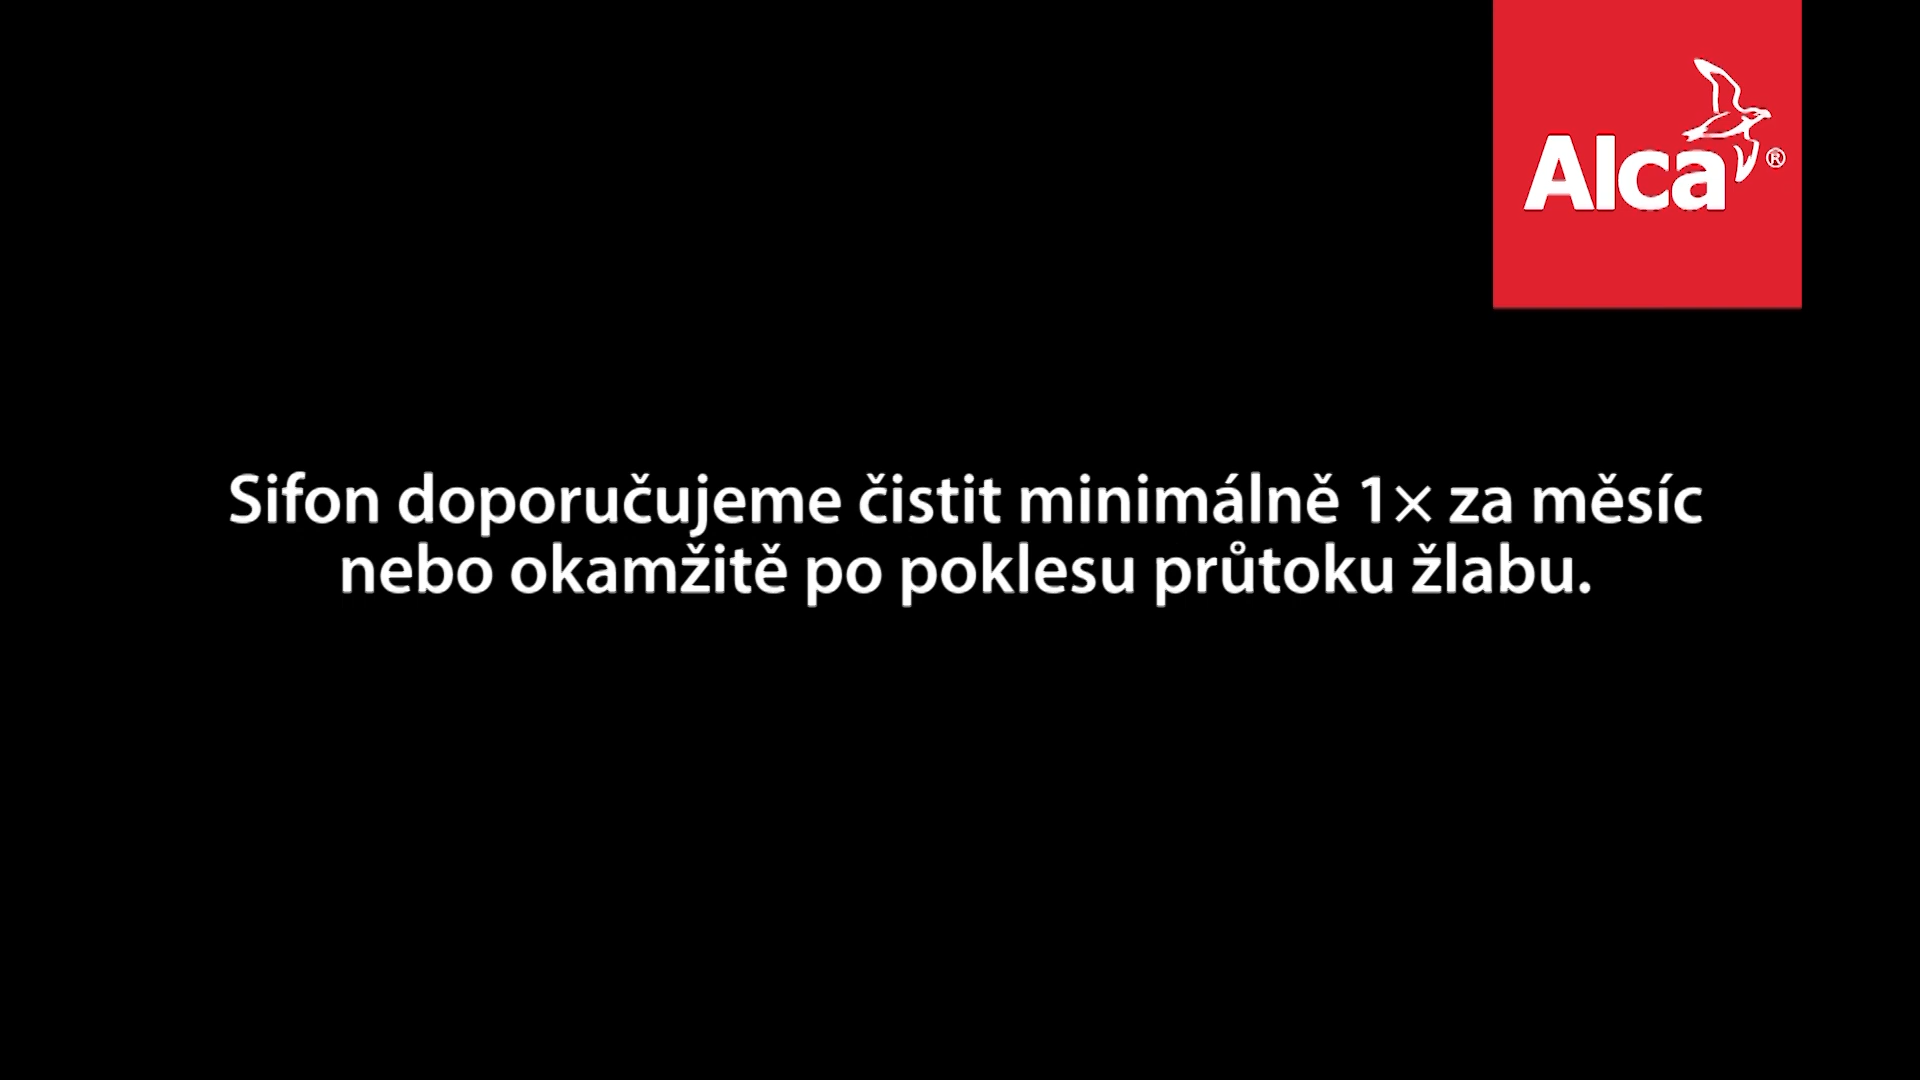 Alca®
Sifon doporučujeme čistit minimálně 1× za měsíc
nebo okamžitě po poklesu průtoku žlabu.